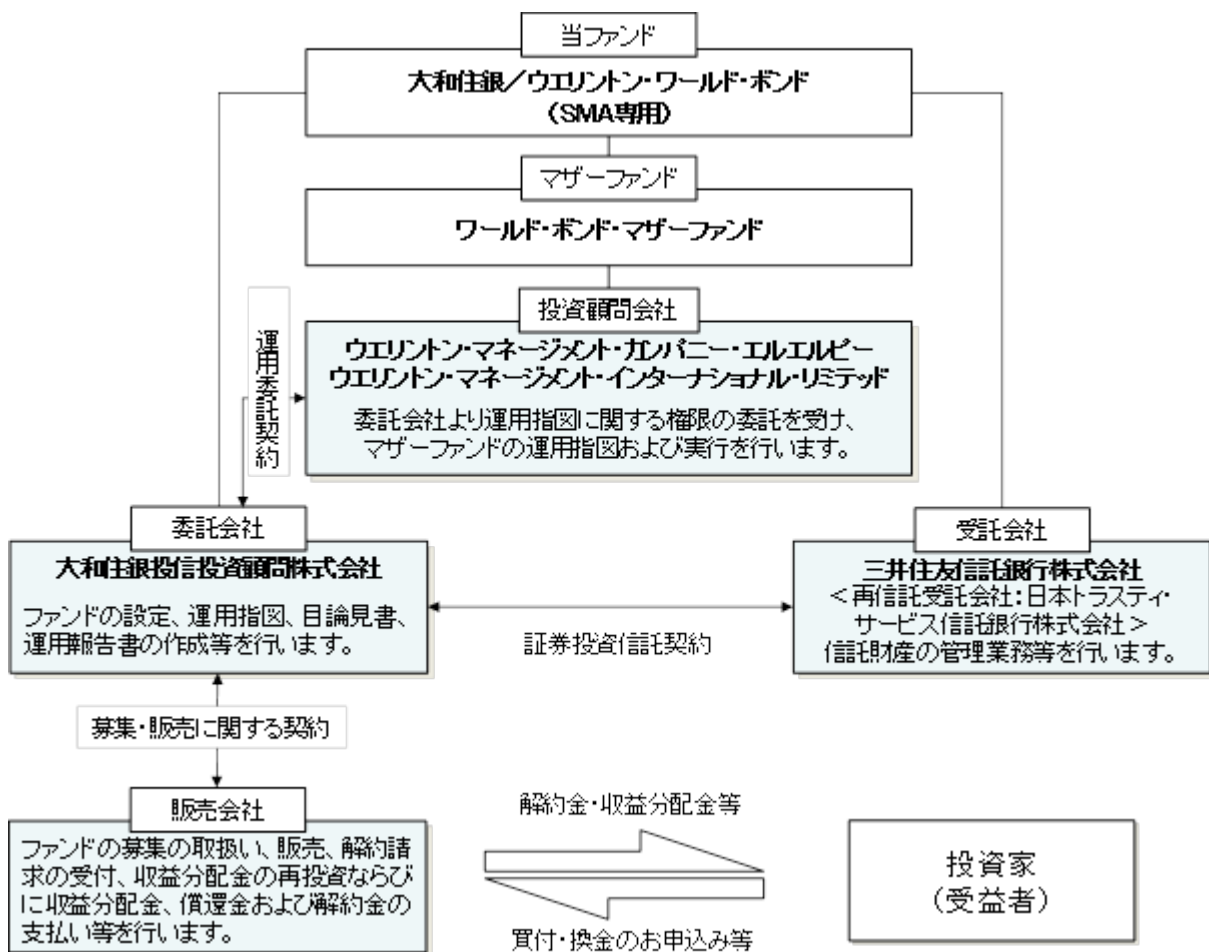 当ファンド
大和住銀／ウエリントン・ワールド・ボンド
（SMA専用）
マザーファンド
ワールド・ボンド・マザーファンド
投資顧問会社
ウエリントン・マネージメント・カンパニー・エルエルピー
ウエリントン・マネージメント・インターナショナル・リミテッド
委託会社より運用指図に関する権限の委託を受け、
マザーファンドの運用指図および実行を行います。
運用委託契約
委託会社
大和住銀投信投資顧問株式会社
ファンドの設定、運用指図、目論見書、
運用報告書の作成等を行います。
証券投資信託契約
受託会社
三井住友信託銀行株式会社
＜再信託受託会社：日本トラスティ・
サービス信託銀行株式会社＞
信託財産の管理業務等を行います。
募集・販売に関する契約
販売会社
ファンドの募集の取扱い、販売、解約請
求の受付、収益分配金の再投資ならび
に収益分配金、償還金および解約金の
支払い等を行います。
解約金・収益分配金等
買付・換金のお申込み等
投資家
（受益者）